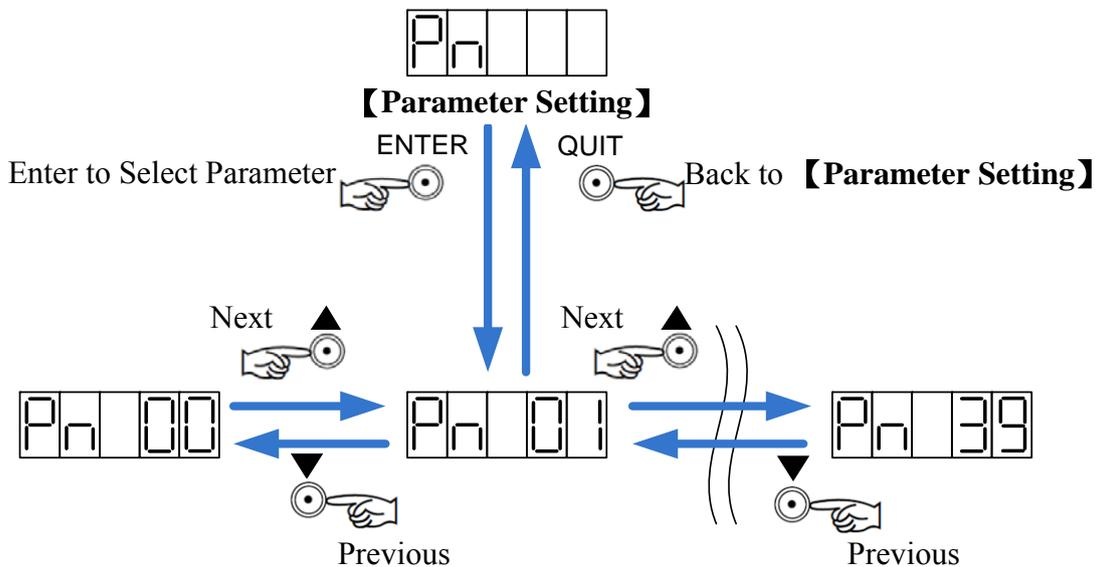 Pn
【Parameter Setting】
ENTER QUIT
Enter to Select Parameter Back to 【Parameter Setting】
Next Next
Pn 00 Pn 01 Pn 39
Previous Previous